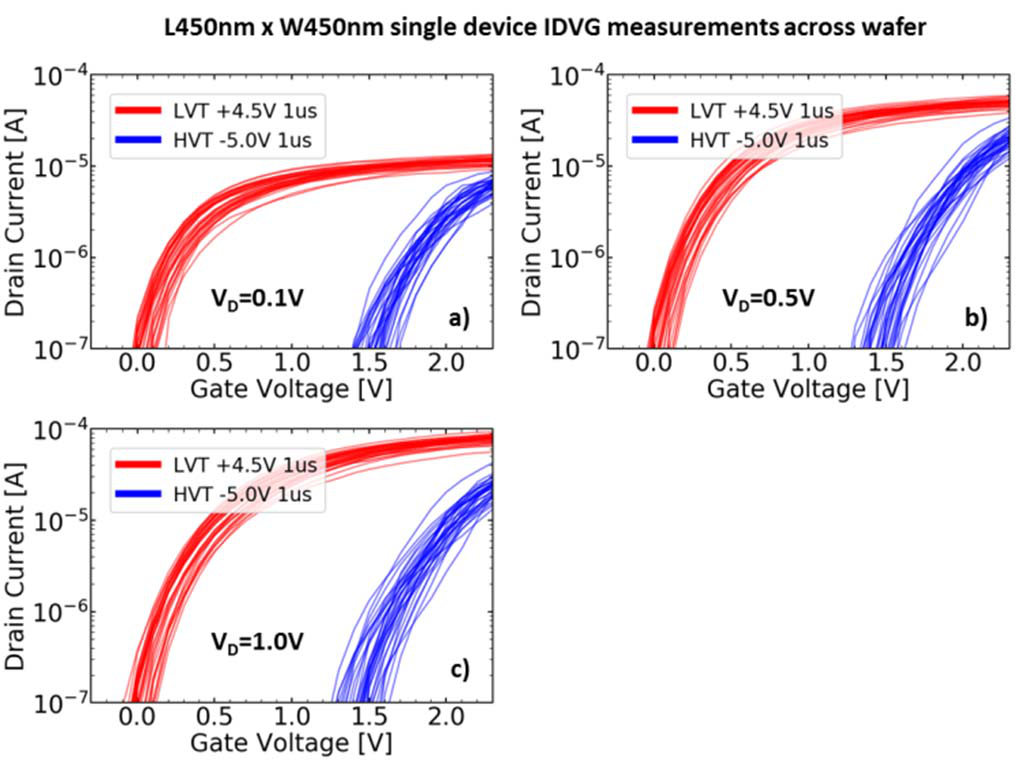 L450nm x W450nm single device IDVG measurements across wafer
10⁻⁴
10⁻⁵
10⁻⁶
10⁻⁷
Drain Current [A]
LVT +4.5V 1us
HVT -5.0V 1us
V_D=0.1V
a)
0.0 0.5 1.0 1.5 2.0
Gate Voltage [V]
10⁻⁴
10⁻⁵
10⁻⁶
10⁻⁷
Drain Current [A]
LVT +4.5V 1us
HVT -5.0V 1us
V_D=0.5V
b)
0.0 0.5 1.0 1.5 2.0
Gate Voltage [V]
10⁻⁴
10⁻⁵
10⁻⁶
10⁻⁷
Drain Current [A]
LVT +4.5V 1us
HVT -5.0V 1us
V_D=1.0V
c)
0.0 0.5 1.0 1.5 2.0
Gate Voltage [V]